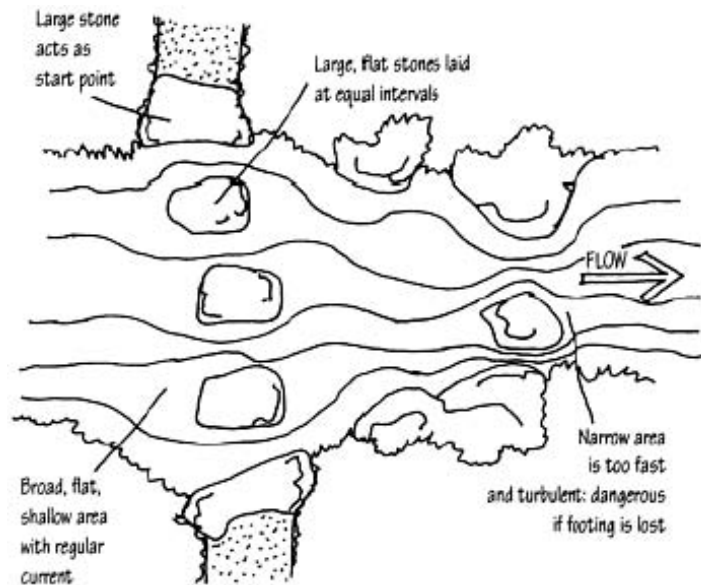 Large stone
acts as
start point
Large, flat stones laid
at equal intervals
FLOW
Broad, flat,
shallow area
with regular
current
Narrow area
is too fast
and turbulent: dangerous
if footing is lost